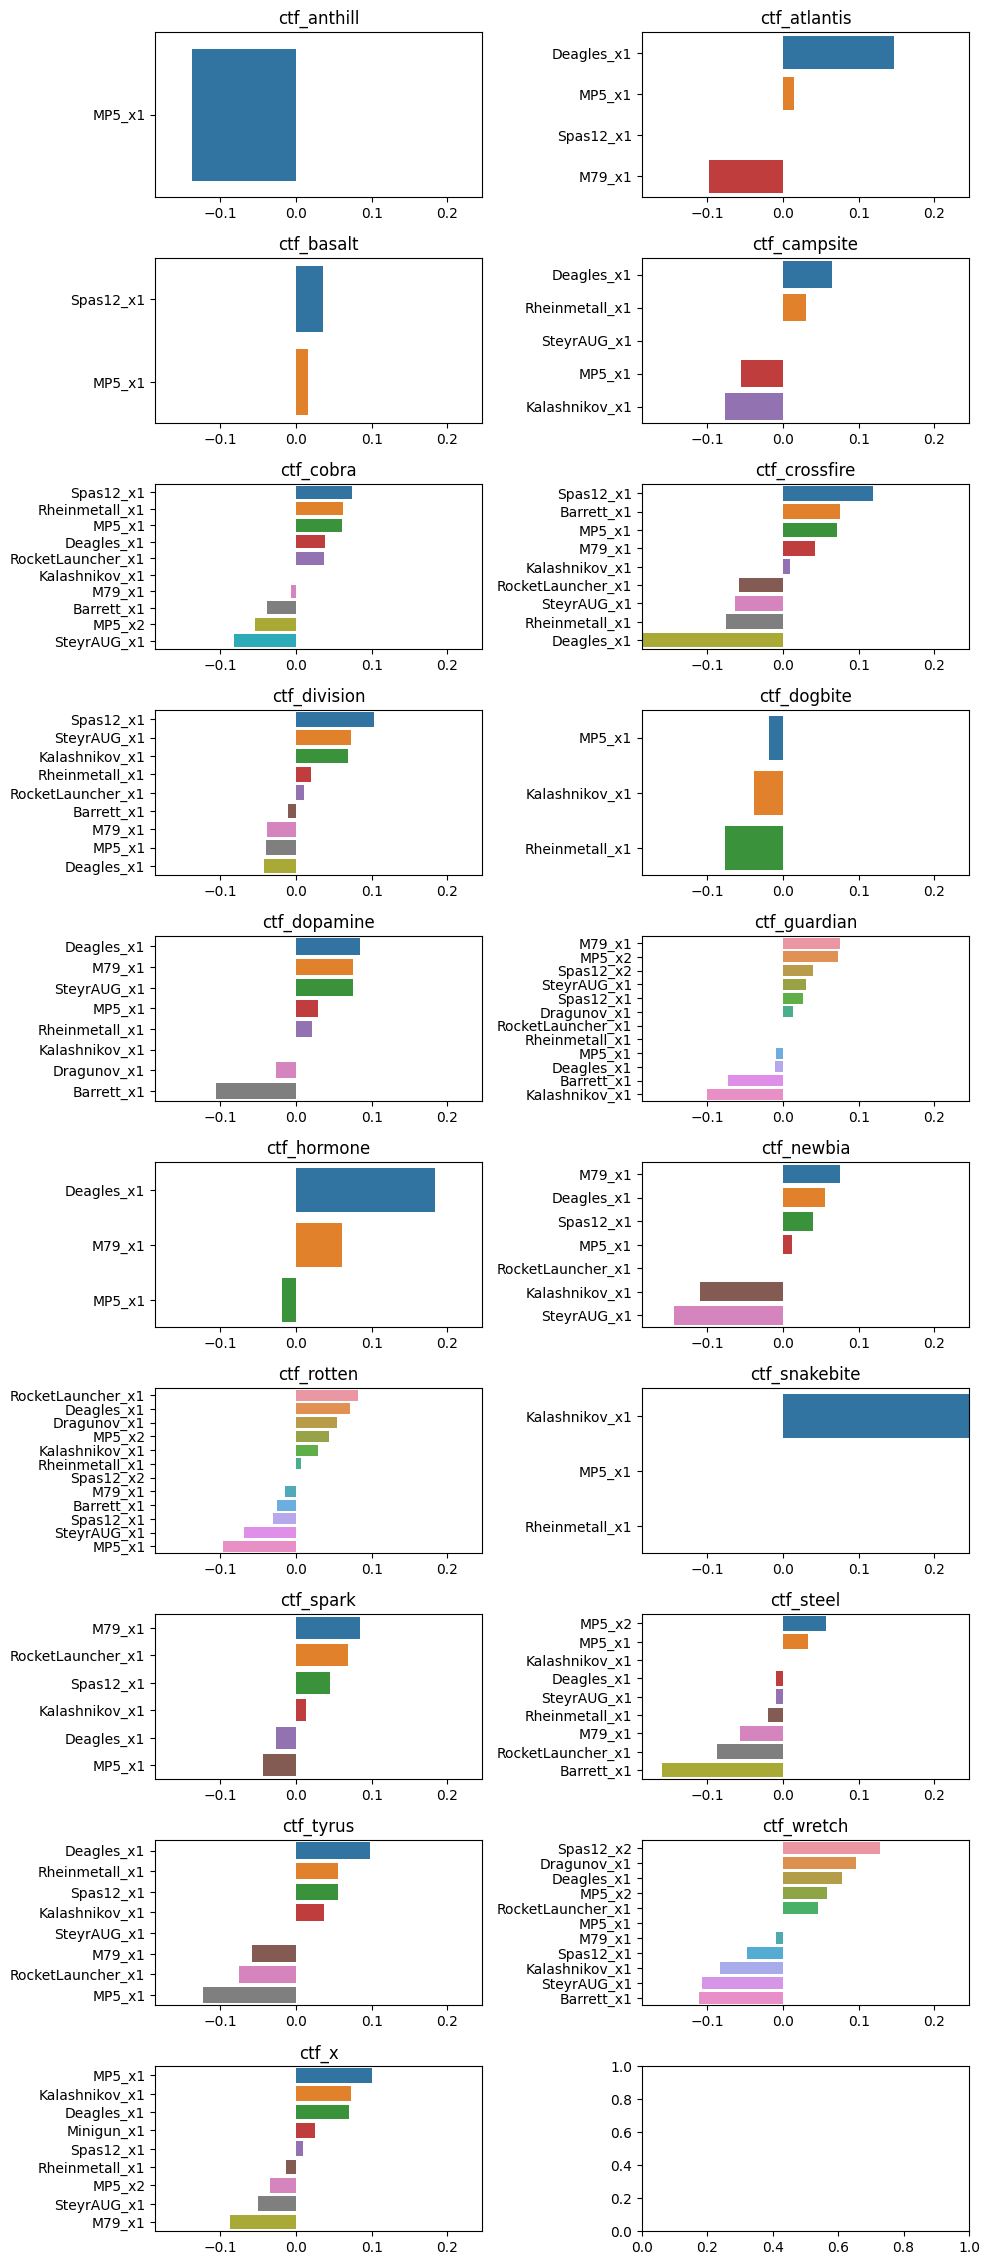 ctf_anthill
MP5_x1
−0.1 0.0 0.1 0.2
ctf_atlantis
Deagles_x1
MP5_x1
Spas12_x1
M79_x1
−0.1 0.0 0.1 0.2
ctf_basalt
Spas12_x1
MP5_x1
−0.1 0.0 0.1 0.2
ctf_campsite
Deagles_x1
Rheinmetall_x1
SteyrAUG_x1
MP5_x1
Kalashnikov_x1
−0.1 0.0 0.1 0.2
ctf_cobra
Spas12_x1
Rheinmetall_x1
MP5_x1
Deagles_x1
RocketLauncher_x1
Kalashnikov_x1
M79_x1
Barrett_x1
MP5_x2
SteyrAUG_x1
−0.1 0.0 0.1 0.2
ctf_crossfire
Spas12_x1
Barrett_x1
MP5_x1
M79_x1
Kalashnikov_x1
RocketLauncher_x1
SteyrAUG_x1
Rheinmetall_x1
Deagles_x1
−0.1 0.0 0.1 0.2
ctf_division
Spas12_x1
SteyrAUG_x1
Kalashnikov_x1
Rheinmetall_x1
RocketLauncher_x1
Barrett_x1
M79_x1
MP5_x1
Deagles_x1
−0.1 0.0 0.1 0.2
ctf_dogbite
MP5_x1
Kalashnikov_x1
Rheinmetall_x1
−0.1 0.0 0.1 0.2
ctf_dopamine
Deagles_x1
M79_x1
SteyrAUG_x1
MP5_x1
Rheinmetall_x1
Kalashnikov_x1
Dragunov_x1
Barrett_x1
−0.1 0.0 0.1 0.2
ctf_guardian
M79_x1
MP5_x2
Spas12_x2
SteyrAUG_x1
Spas12_x1
Dragunov_x1
RocketLauncher_x1
Rheinmetall_x1
MP5_x1
Deagles_x1
Barrett_x1
Kalashnikov_x1
−0.1 0.0 0.1 0.2
ctf_hormone
Deagles_x1
M79_x1
MP5_x1
−0.1 0.0 0.1 0.2
ctf_newbia
M79_x1
Deagles_x1
Spas12_x1
MP5_x1
RocketLauncher_x1
Kalashnikov_x1
SteyrAUG_x1
−0.1 0.0 0.1 0.2
ctf_rotten
RocketLauncher_x1
Deagles_x1
Dragunov_x1
MP5_x2
Kalashnikov_x1
Rheinmetall_x1
Spas12_x2
M79_x1
Barrett_x1
Spas12_x1
SteyrAUG_x1
MP5_x1
−0.1 0.0 0.1 0.2
ctf_snakebite
Kalashnikov_x1
MP5_x1
Rheinmetall_x1
−0.1 0.0 0.1 0.2
ctf_spark
M79_x1
RocketLauncher_x1
Spas12_x1
Kalashnikov_x1
Deagles_x1
MP5_x1
−0.1 0.0 0.1 0.2
ctf_steel
MP5_x2
MP5_x1
Kalashnikov_x1
Deagles_x1
SteyrAUG_x1
Rheinmetall_x1
M79_x1
RocketLauncher_x1
Barrett_x1
−0.1 0.0 0.1 0.2
ctf_tyrus
Deagles_x1
Rheinmetall_x1
Spas12_x1
Kalashnikov_x1
SteyrAUG_x1
M79_x1
RocketLauncher_x1
MP5_x1
−0.1 0.0 0.1 0.2
ctf_wretch
Spas12_x2
Dragunov_x1
Deagles_x1
MP5_x2
RocketLauncher_x1
MP5_x1
M79_x1
Spas12_x1
Kalashnikov_x1
SteyrAUG_x1
Barrett_x1
−0.1 0.0 0.1 0.2
ctf_x
MP5_x1
Kalashnikov_x1
Deagles_x1
Minigun_x1
Spas12_x1
Rheinmetall_x1
MP5_x2
SteyrAUG_x1
M79_x1
−0.1 0.0 0.1 0.2
1.0
0.8
0.6
0.4
0.2
0.0
0.0 0.2 0.4 0.6 0.8 1.0